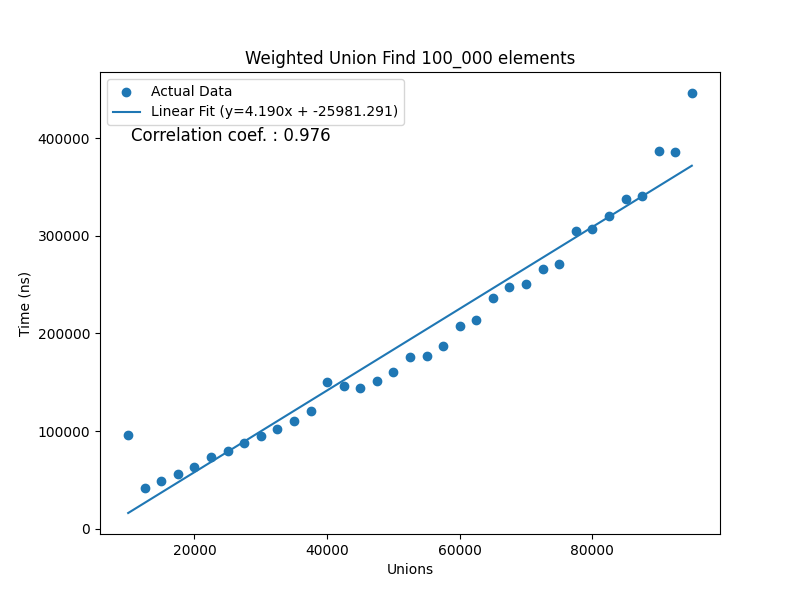 Weighted Union Find 100_000 elements
Actual Data
Linear Fit (y=4.190x + -25981.291)
Correlation coef. : 0.976
400000
300000
200000
100000
0
Time (ns)
20000 40000 60000 80000
Unions